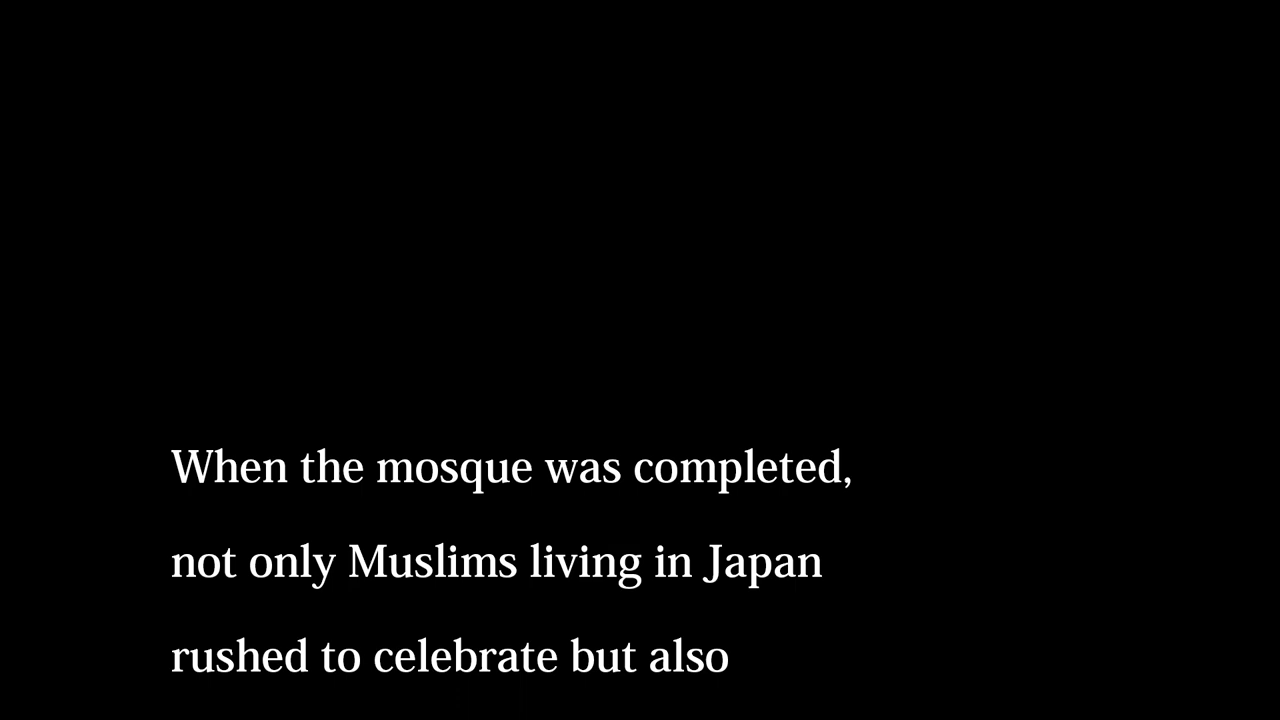 When the mosque was completed,
not only Muslims living in Japan
rushed to celebrate but also